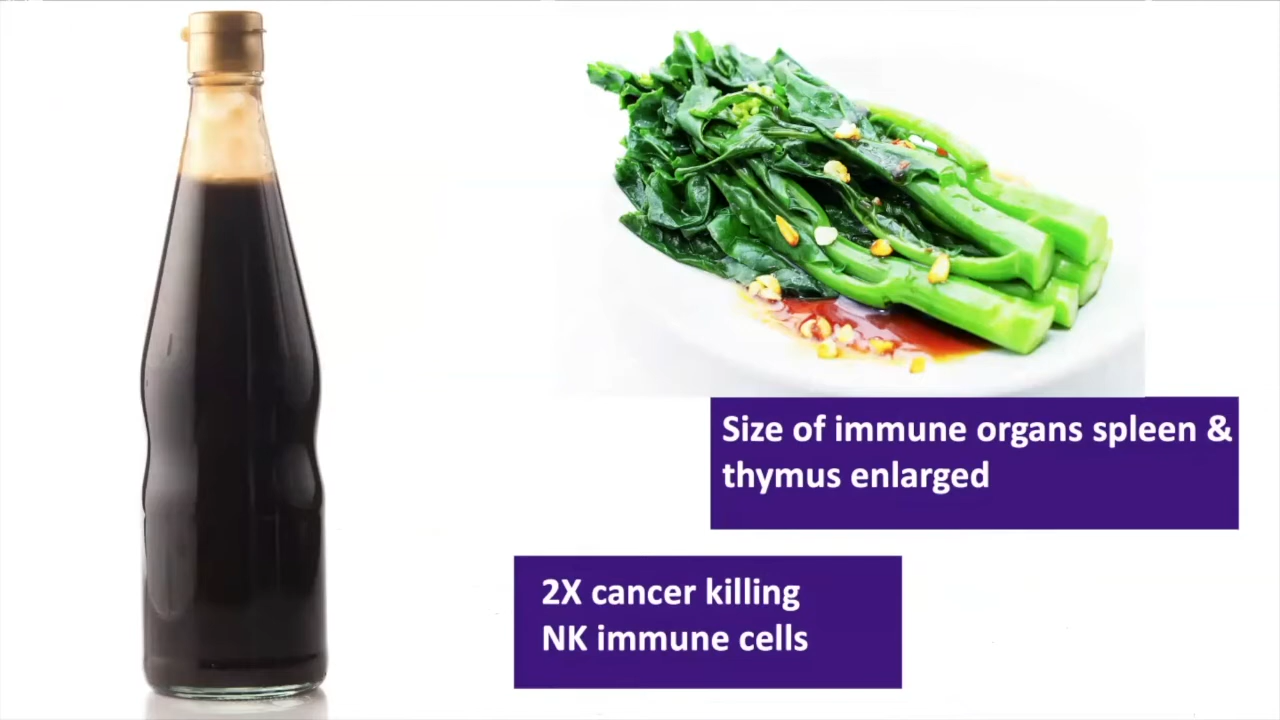 Size of immune organs spleen &
thymus enlarged
2X cancer killing
NK immune cells